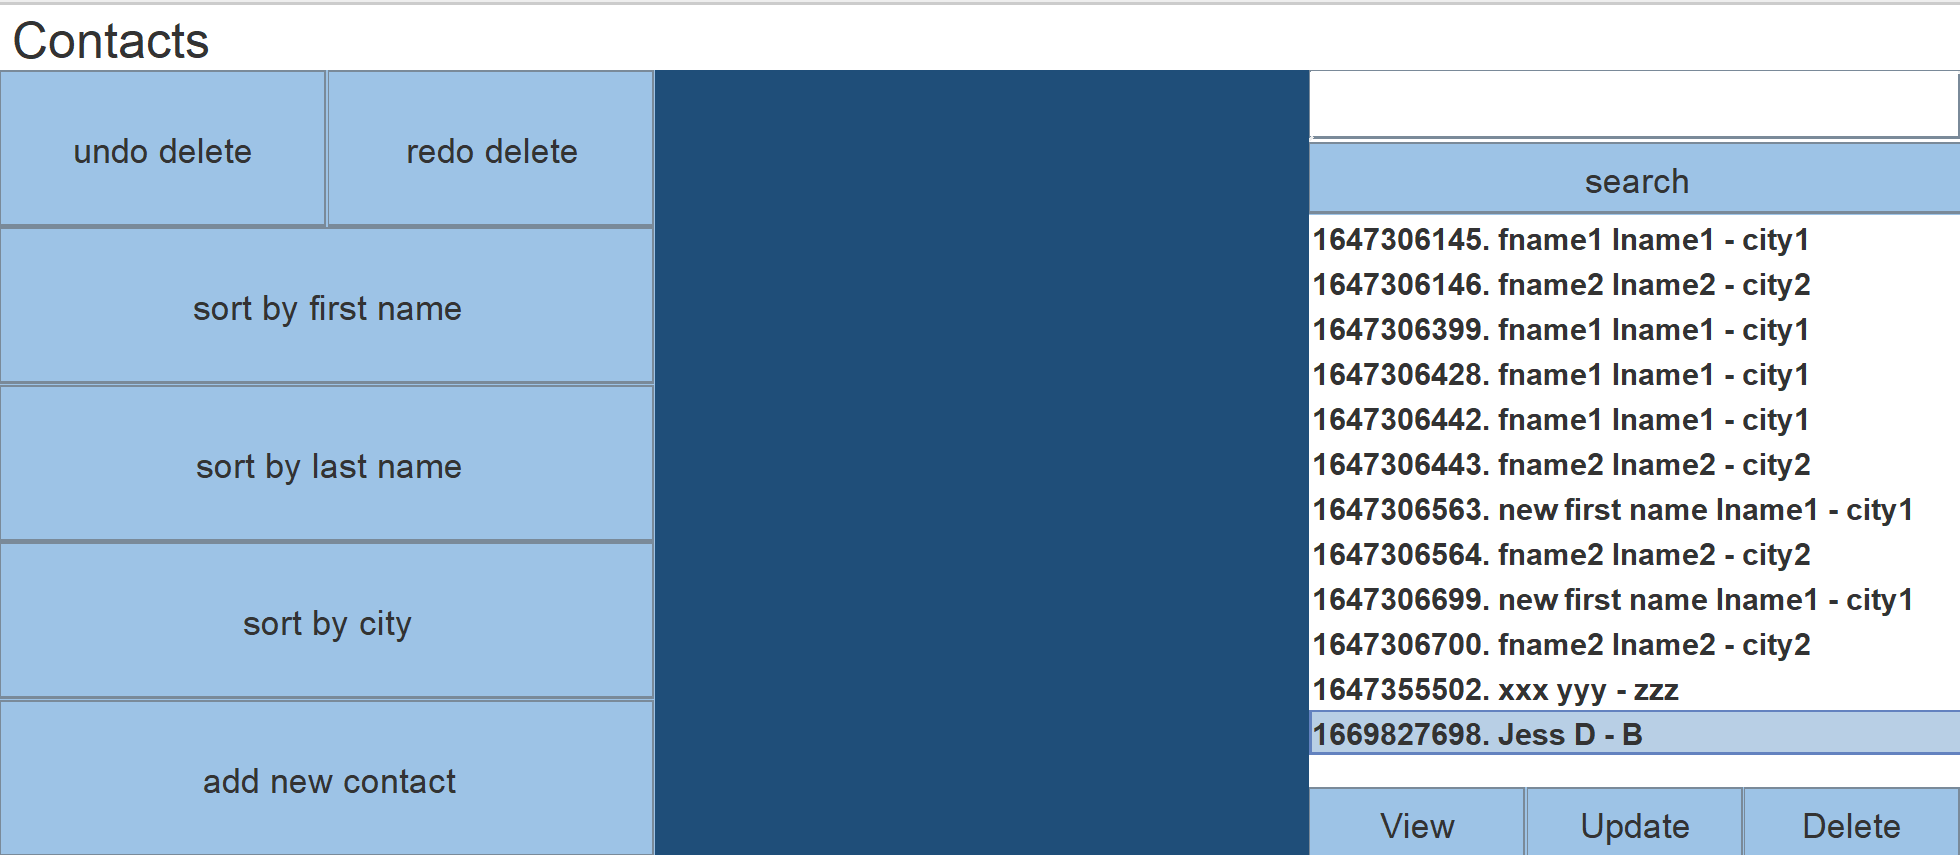 Contacts
undo delete
redo delete
sort by first name
sort by last name
sort by city
add new contact
search
1647306145. fname1 lname1 - city1
1647306146. fname2 lname2 - city2
1647306399. fname1 lname1 - city1
1647306428. fname1 lname1 - city1
1647306442. fname1 lname1 - city1
1647306443. fname2 lname2 - city2
1647306563. new first name lname1 - city1
1647306564. fname2 lname2 - city2
1647306699. new first name lname1 - city1
1647306700. fname2 lname2 - city2
1647355502. xxx yyy - zzz
1669827698. Jess D - B
View
Update
Delete